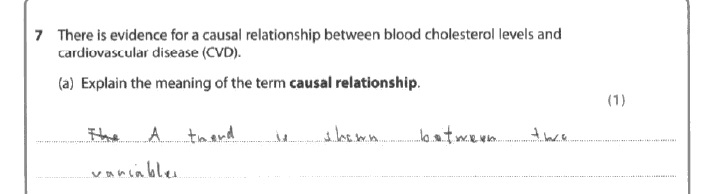 7 There is evidence for a causal relationship between blood cholesterol levels and
cardiovascular disease (CVD).
(a) Explain the meaning of the term causal relationship.
(1)
The A trend is shown between two
variables